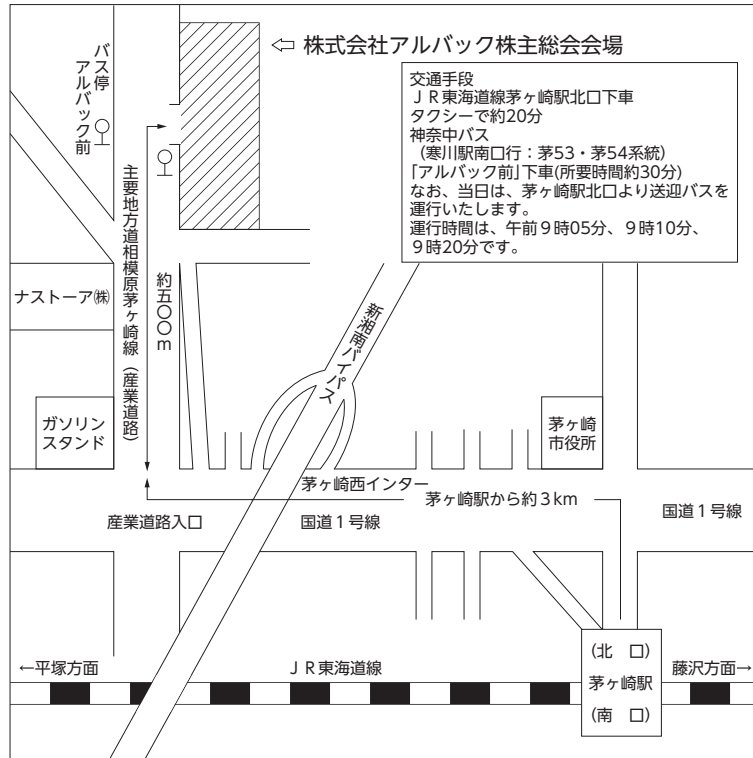 バス停
アルバック前
⇦ 株式会社アルバック株主総会会場
交通手段
ＪＲ東海道線茅ヶ崎駅北口下車
タクシーで約20分
神奈中バス
（寒川駅南口行：茅53・茅54系統）
「アルバック前」下車(所要時間約30分)
なお、当日は、茅ヶ崎駅北口より送迎バスを
運行いたします。
運行時間は、午前９時05分、９時10分、
９時20分です。
主要地方道相模原茅ヶ崎線（産業道路）
約五〇〇ｍ
ナストーア㈱
新湘南バイパス
ガソリン
スタンド
茅ヶ崎
市役所
茅ヶ崎西インター
茅ヶ崎駅から約３km
産業道路入口
国道１号線
国道１号線
←平塚方面
ＪＲ東海道線
（北　口）
茅ヶ崎駅
（南　口）
藤沢方面→